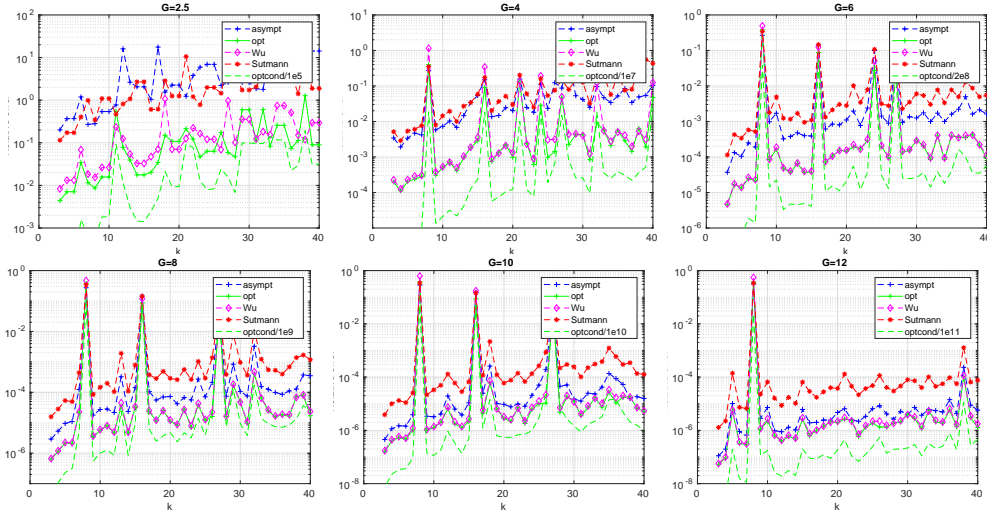 G=2.5
10^2
10^1
10^0
10^-1
10^-2
10^-3
0
10
20
30
40
k
asympt
opt
Wu
Sutmann
optcond/1e5
G=4
10^0
10^-2
10^-4
0
10
20
30
40
k
asympt
opt
Wu
Sutmann
optcond/1e7
G=6
10^0
10^-1
10^-2
10^-3
10^-4
10^-5
10^-6
0
10
20
30
40
k
asympt
opt
Wu
Sutmann
optcond/2e8
G=8
10^0
10^-2
10^-4
10^-6
0
10
20
30
40
k
asympt
opt
Wu
Sutmann
optcond/1e9
G=10
10^0
10^-2
10^-4
10^-6
10^-8
0
10
20
30
40
k
asympt
opt
Wu
Sutmann
optcond/1e10
G=12
10^0
10^-2
10^-4
10^-6
10^-8
0
10
20
30
40
k
asympt
opt
Wu
Sutmann
optcond/1e11